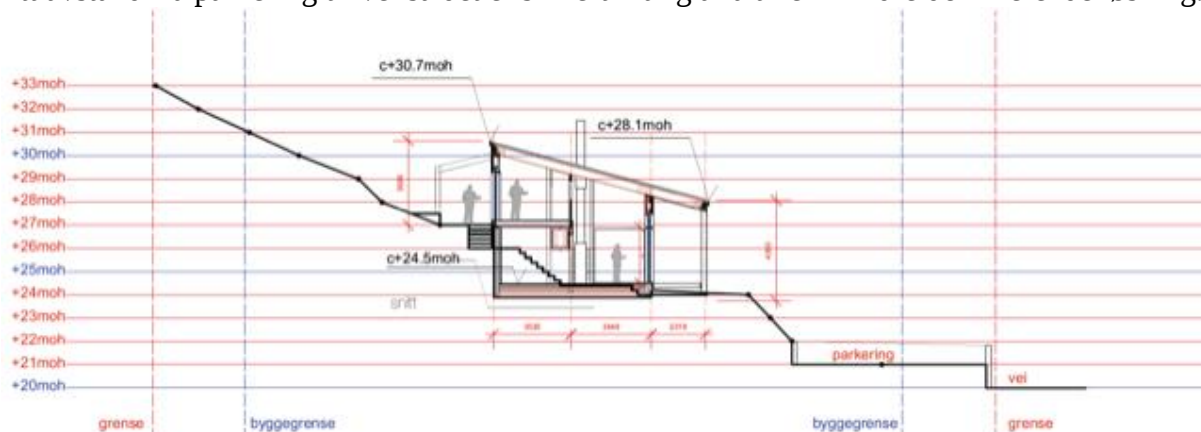 c+30.7moh
+33moh
+32moh
+31moh
c+28.1moh
+30moh
+29moh
+28moh
+27moh
+26moh
c+24.5moh
+25moh
+24moh
snitt
+23moh
+22moh
parkering
+21moh
vei
+20moh
grense
byggegrense
byggegrense
grense